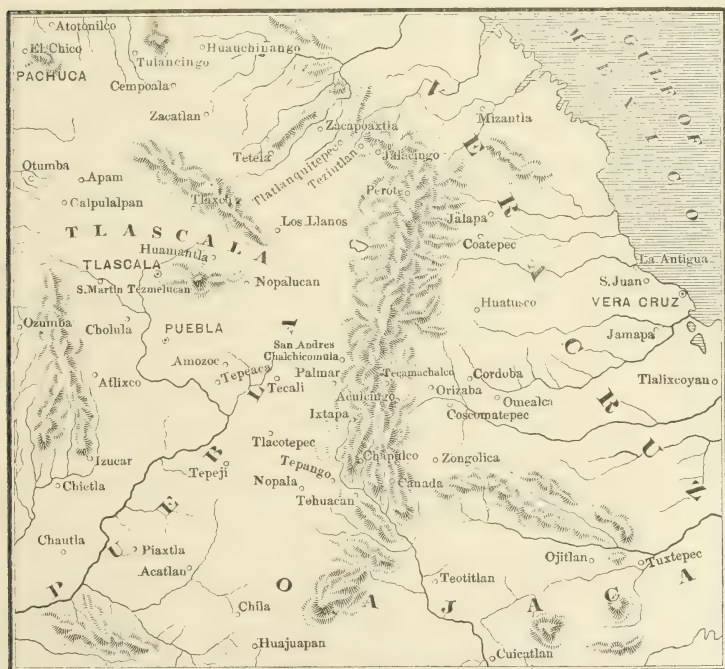 Atotonilco
El Chico
PACHUCA
Tulancingo
Huauchinango
Cempoala
Zacatlan
GULF OF
MEXICO
Mizantla
Zacapoaxtla
Tetela
Tlatlanquitepec
Teziutlan
Jalacingo
Otumba
Apam
Calpulalpan
Tlaxco
Perote
Los Llanos
Jalapa
Coatepec
TLASCALA
Huamantla
TLASCALA
S. Martin Tezmelucan
Nopalucan
La Antigua
S. Juan
VERA CRUZ
Huatusco
Ozumba
Cholula
PUEBLA
Jamapa
San Andres
Chalchicomula
Amozoc
Tepeaca
Tecali
Palmar
Tecamachalco
Cordoba
Tlalixcoyan
Atlixco
Aculcingo
Orizaba
Omealca
Coscomatepec
Ixtapa
Tlacotepec
Izucar
Chapulco
Zongolica
Tepeji
Tepango
Nopala
Canada
Chietla
Tehuacan
VERA CRUZ
PUEBLA
Chautla
Piaxtla
Acatlan
Ojitlan
Tuxtepec
Teotitlan
OAJACA
Chila
Huajuapan
Cuicatlan